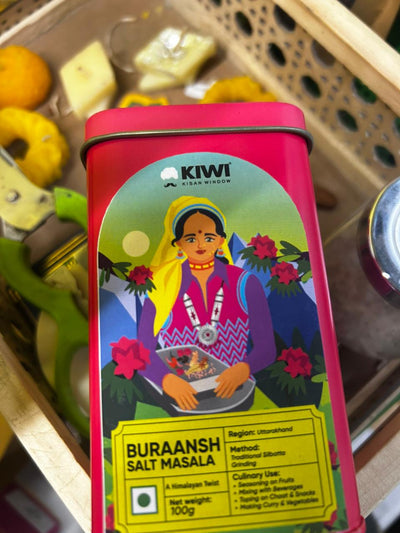 KIWI
KISAN WINDOW
BURAANSH
SALT MASALA
A Himalayan Twist
Net weight:
100g
Region: Uttarakhand
Method:
Traditional Silbatta
Grinding
Culinary Use:
• Seasoning on Fruits
• Mixing with Beverages
• Toping on Chaat & Snacks
• Making Curry & Vegetables